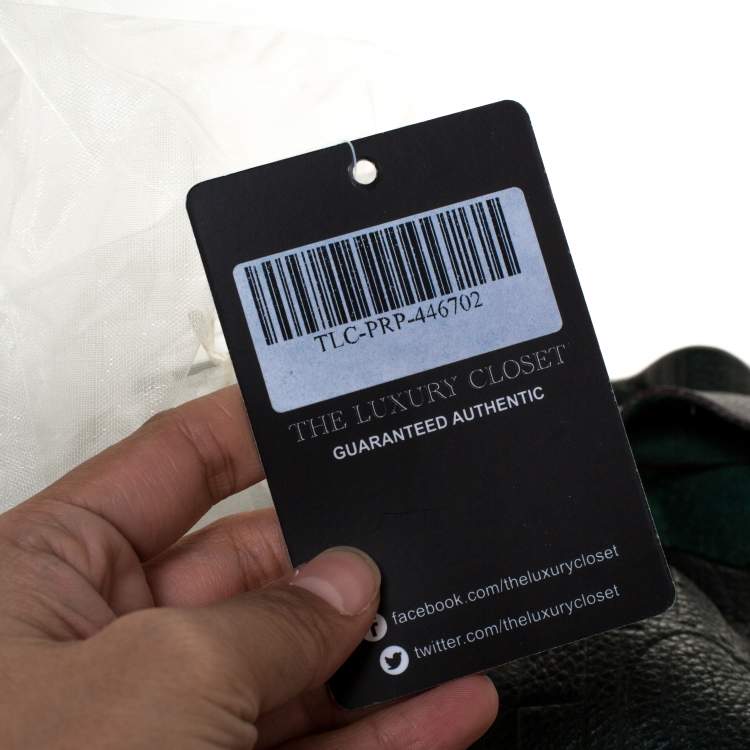 TLC-PRP-446702
THE LUXURY CLOSET
GUARANTEED AUTHENTIC
facebook.com/theluxurycloset
twitter.com/theluxurycloset